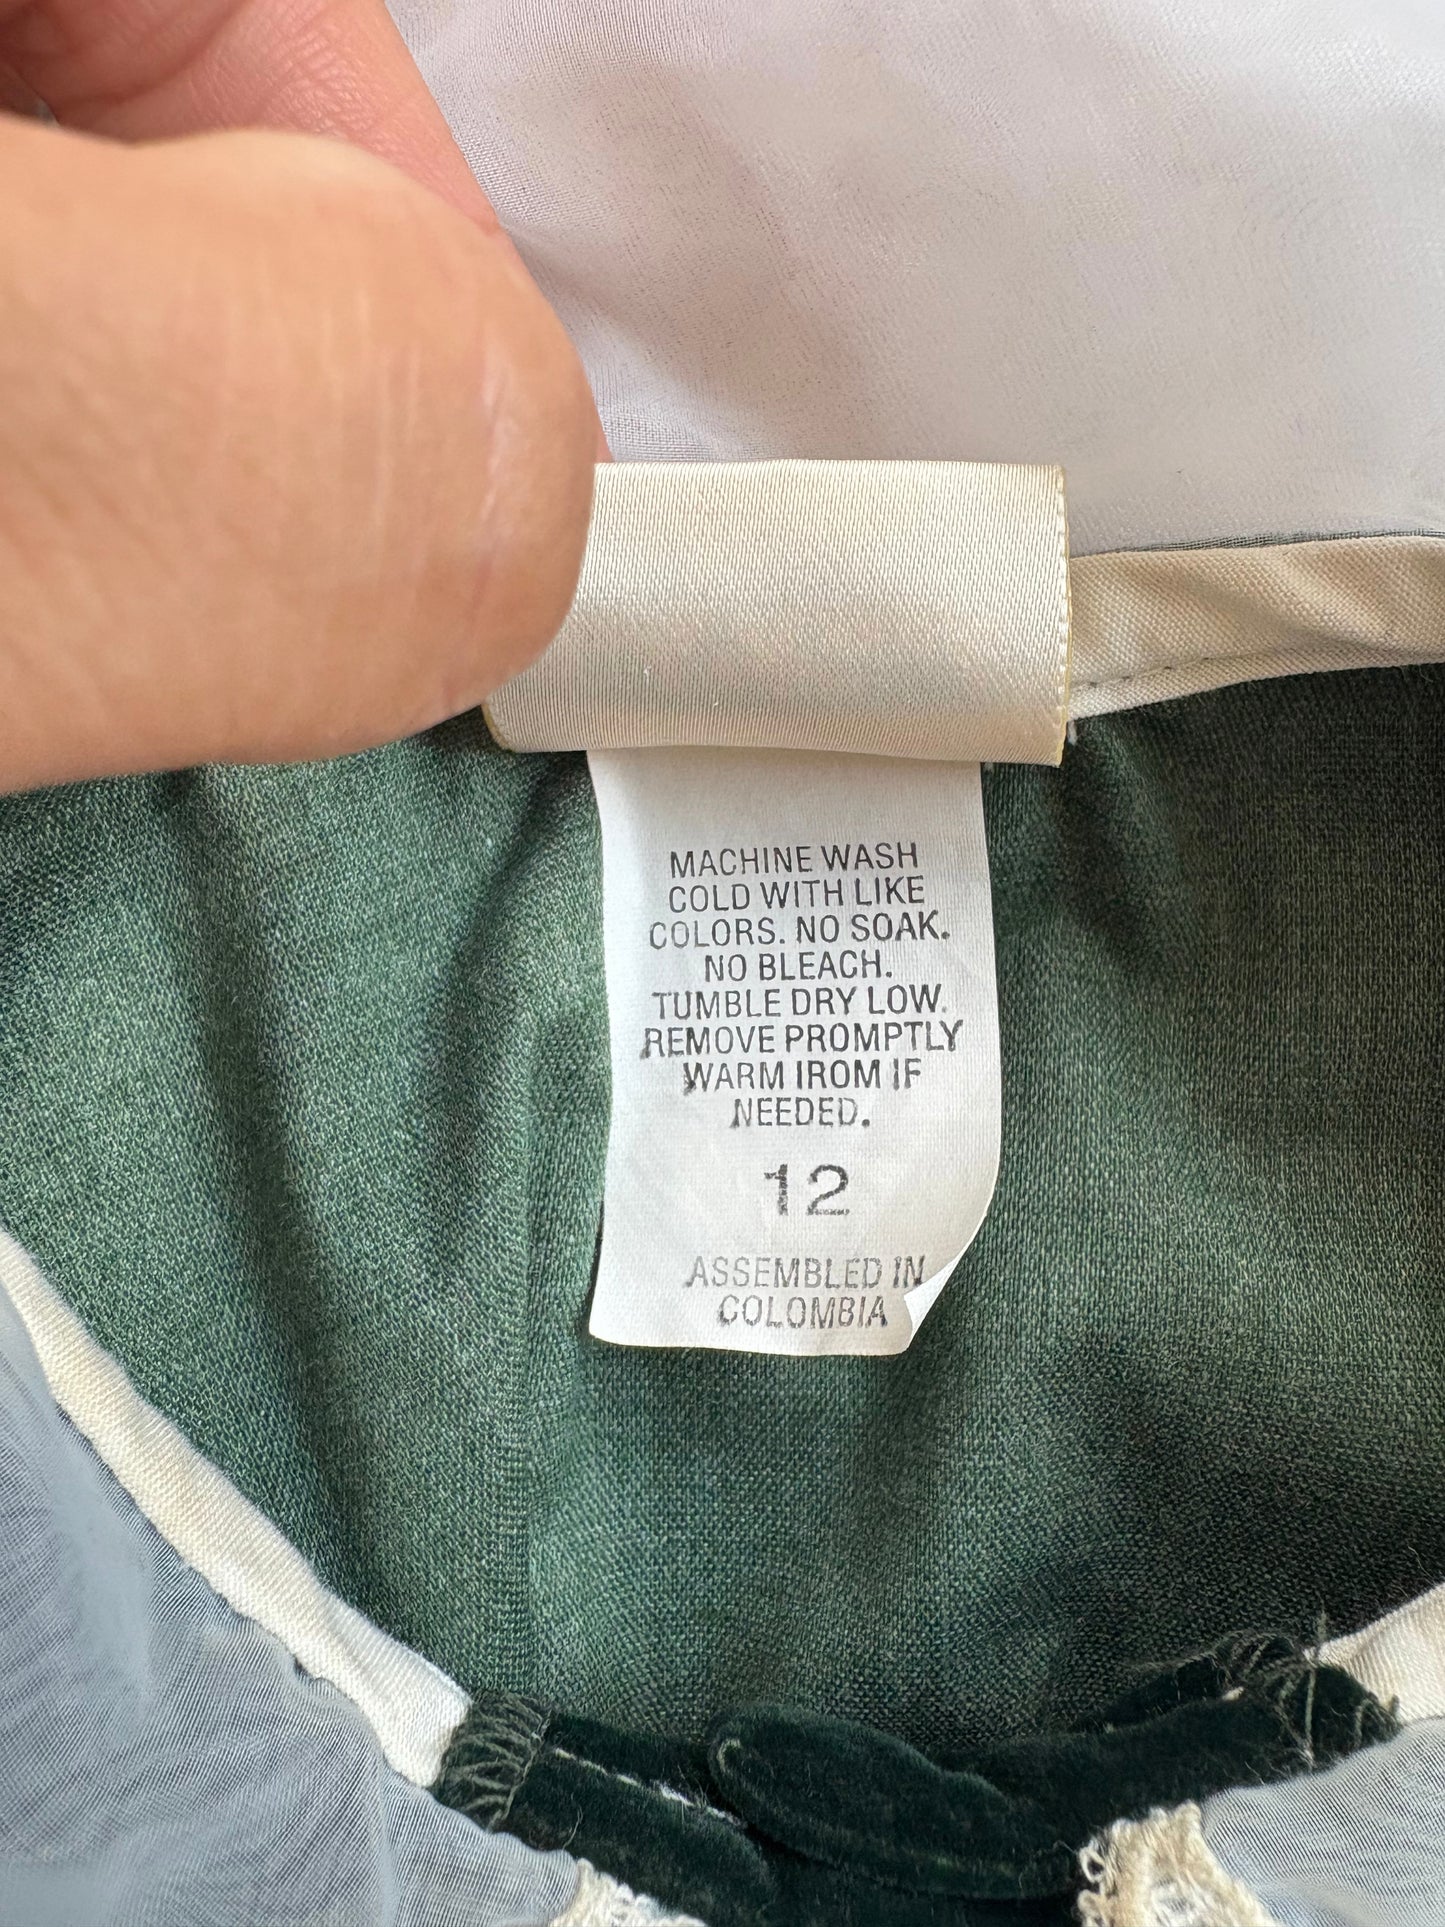 MACHINE WASH
COLD WITH LIKE
COLORS. NO SOAK.
NO BLEACH.
TUMBLE DRY LOW.
REMOVE PROMPTLY
WARM IROM IF
NEEDED.
12
ASSEMBLED IN
COLOMBIA